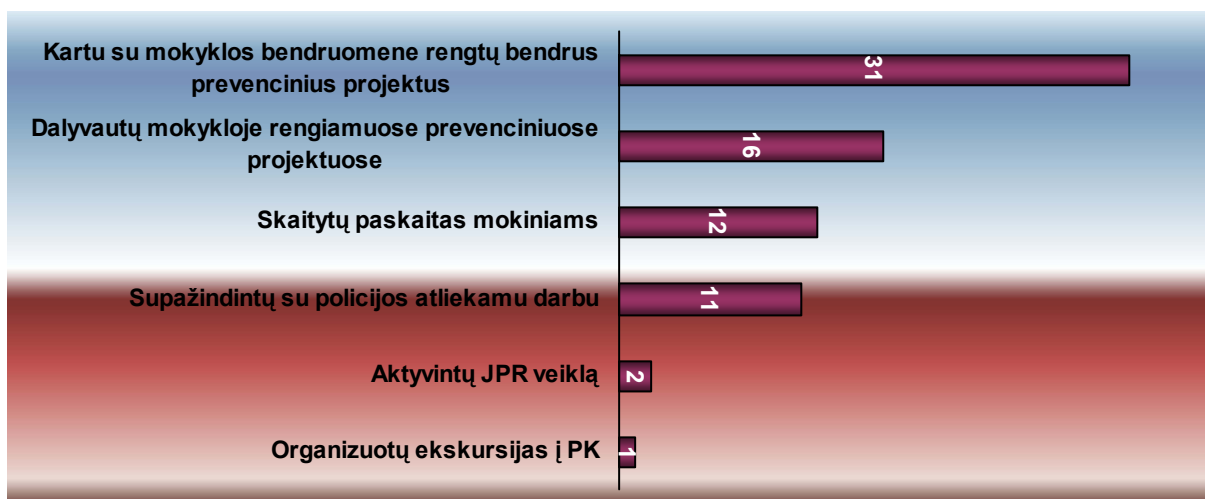 Kartu su mokyklos bendruomene rengtų bendrus
prevencinius projektus
31
Dalyvautų mokykloje rengiamuose prevenciniuose
projektuose
16
Skaitytų paskaitas mokiniams
12
Supažindintų su policijos atliekamu darbu
11
Aktyvintų JPR veiklą
2
Organizuotų ekskursijas į PK
1